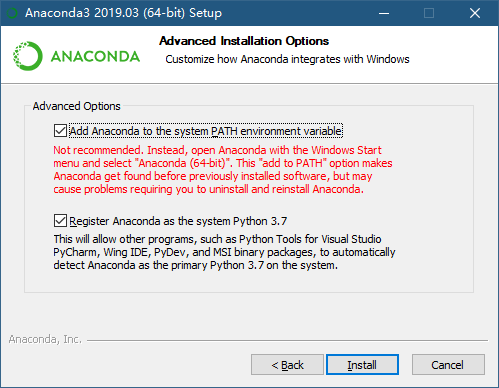 Anaconda3 2019.03 (64-bit) Setup
Advanced Installation Options
Customize how Anaconda integrates with Windows
ANACONDA
Advanced Options
Add Anaconda to the system PATH environment variable
Not recommended. Instead, open Anaconda with the Windows Start
menu and select "Anaconda (64-bit)". This "add to PATH" option makes
Anaconda get found before previously installed software, but may
cause problems requiring you to uninstall and reinstall Anaconda.
Register Anaconda as the system Python 3.7
This will allow other programs, such as Python Tools for Visual Studio
PyCharm, Wing IDE, PyDev, and MSI binary packages, to automatically
detect Anaconda as the primary Python 3.7 on the system.
Anaconda, Inc.
< Back
Install
Cancel